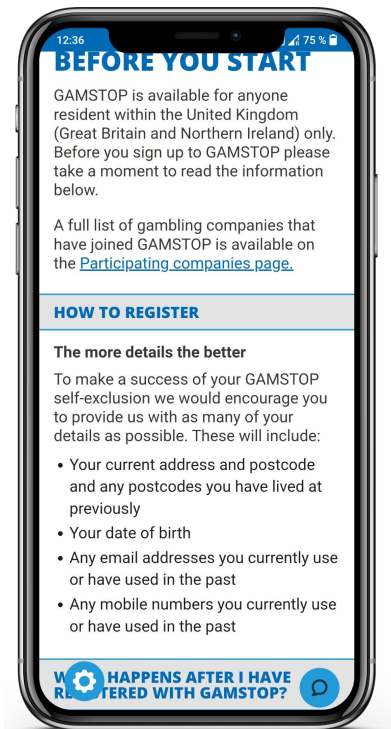 12:36
75 %
BEFORE YOU START
GAMSTOP is available for anyone
resident within the United Kingdom
(Great Britain and Northern Ireland) only.
Before you sign up to GAMSTOP please
take a moment to read the information
below.
A full list of gambling companies that
have joined GAMSTOP is available on
the Participating companies page.
HOW TO REGISTER
The more details the better
To make a success of your GAMSTOP
self-exclusion we would encourage you
to provide us with as many of your
details as possible. These will include:
• Your current address and postcode
and any postcodes you have lived at
previously
• Your date of birth
• Any email addresses you currently use
or have used in the past
• Any mobile numbers you currently use
or have used in the past
HAPPENS AFTER I HAVE
WITH GAMSTOP?